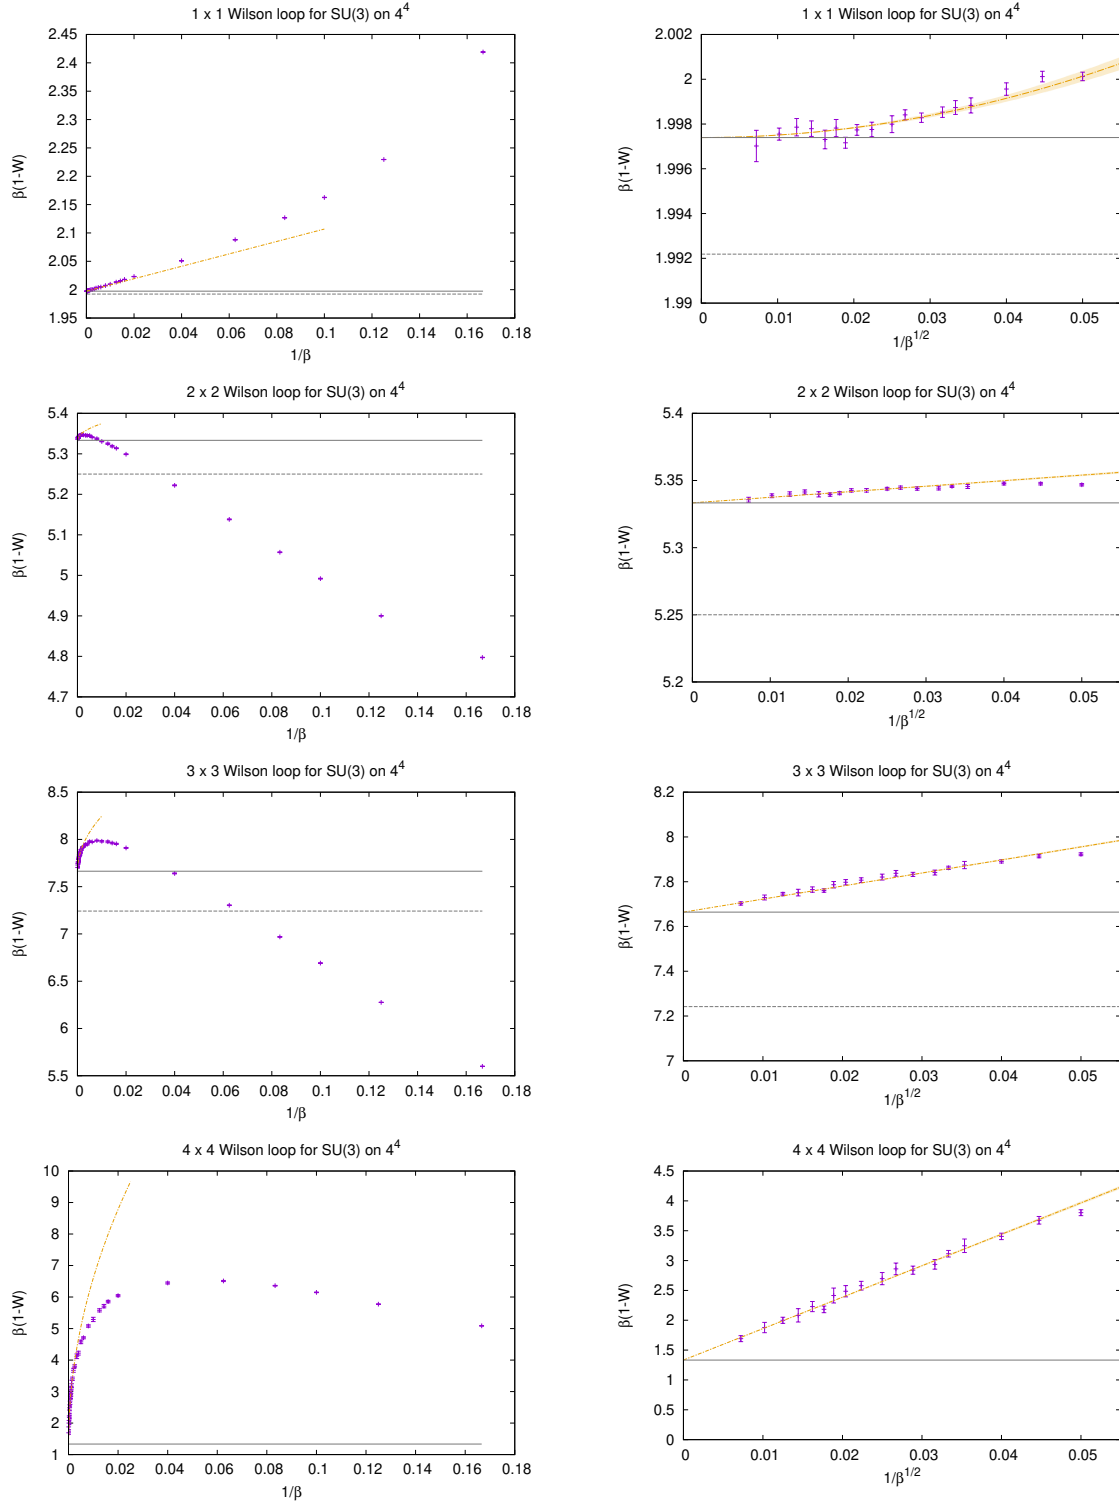 1 x 1 Wilson loop for SU(3) on 4^4
β(1-W)
2.45
2.4
2.35
2.3
2.25
2.2
2.15
2.1
2.05
2
1.95
0 0.02 0.04 0.06 0.08 0.1 0.12 0.14 0.16 0.18
1/β
1 x 1 Wilson loop for SU(3) on 4^4
β(1-W)
2.002
2
1.998
1.996
1.994
1.992
1.99
0 0.01 0.02 0.03 0.04 0.05
1/β^1/2
2 x 2 Wilson loop for SU(3) on 4^4
β(1-W)
5.4
5.3
5.2
5.1
5
4.9
4.8
4.7
0 0.02 0.04 0.06 0.08 0.1 0.12 0.14 0.16 0.18
1/β
2 x 2 Wilson loop for SU(3) on 4^4
β(1-W)
5.4
5.35
5.3
5.25
5.2
0 0.01 0.02 0.03 0.04 0.05
1/β^1/2
3 x 3 Wilson loop for SU(3) on 4^4
β(1-W)
8.5
8
7.5
7
6.5
6
5.5
0 0.02 0.04 0.06 0.08 0.1 0.12 0.14 0.16 0.18
1/β
3 x 3 Wilson loop for SU(3) on 4^4
β(1-W)
8.2
8
7.8
7.6
7.4
7.2
7
0 0.01 0.02 0.03 0.04 0.05
1/β^1/2
4 x 4 Wilson loop for SU(3) on 4^4
β(1-W)
10
9
8
7
6
5
4
3
2
1
0 0.02 0.04 0.06 0.08 0.1 0.12 0.14 0.16 0.18
1/β
4 x 4 Wilson loop for SU(3) on 4^4
β(1-W)
4.5
4
3.5
3
2.5
2
1.5
1
0.5
0
0 0.01 0.02 0.03 0.04 0.05
1/β^1/2